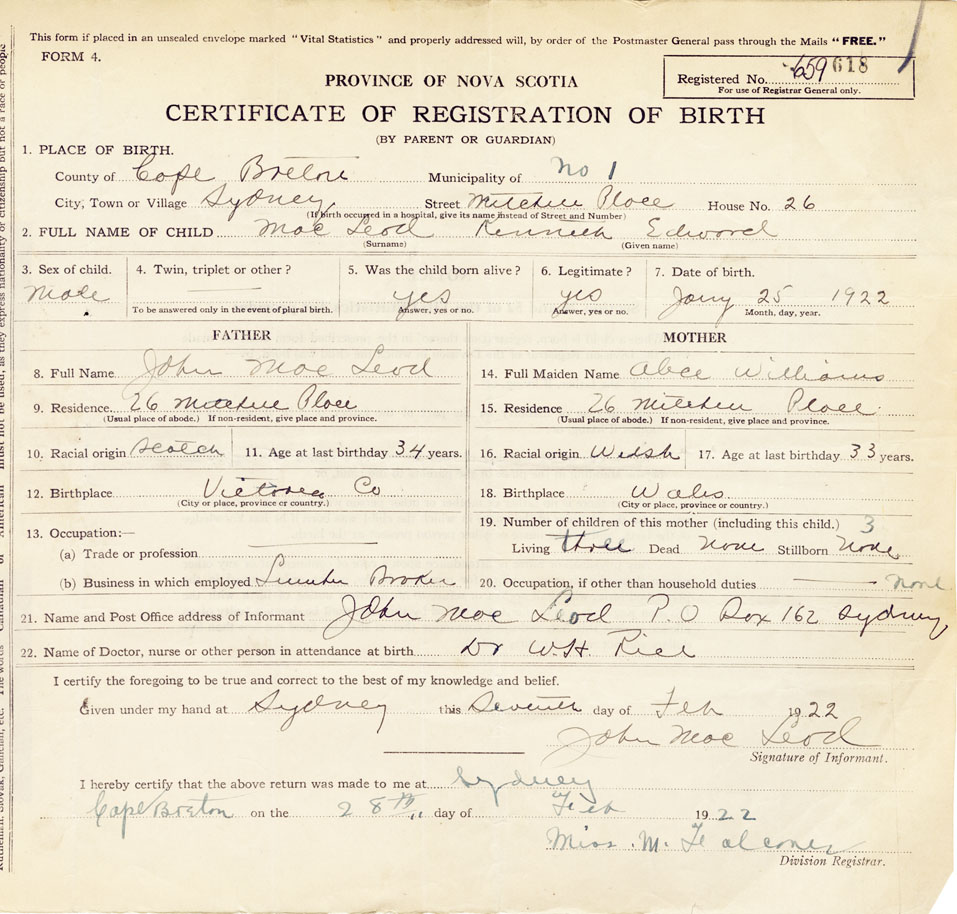 This form if placed in an unsealed envelope marked "Vital Statistics" and properly addressed will, by order of the Postmaster General pass through the Mails "FREE."
FORM 4.
PROVINCE OF NOVA SCOTIA
Registered No. 659 618
For use of Registrar General only.
CERTIFICATE OF REGISTRATION OF BIRTH
(BY PARENT OR GUARDIAN)
1. PLACE OF BIRTH.
County of Cape Breton Municipality of No 1
City, Town or Village Sydney Street Mitchell Place House No. 26
(If birth occurred in a hospital, give its name instead of Street and Number)
2. FULL NAME OF CHILD Mac Leod Kenneth Edward
(Surname) (Given name)
3. Sex of child. 4. Twin, triplet or other? 5. Was the child born alive? 6. Legitimate? 7. Date of birth.
Male yes yes Jany 25 1922
To be answered only in the event of plural birth. Answer, yes or no. Answer, yes or no. Month, day, year.
FATHER MOTHER
8. Full Name John Mac Leod 14. Full Maiden Name Alice Williams
9. Residence 26 Mitchell Place 15. Residence 26 Mitchell Place
(Usual place of abode.) If non-resident, give place and province. (Usual place of abode.) If non-resident, give place and province.
10. Racial origin Scotch 11. Age at last birthday 34 years. 16. Racial origin Welsh 17. Age at last birthday 33 years.
12. Birthplace Victoria Co 18. Birthplace Wales
(City or place, province or country.) (City or place, province or country.)
13. Occupation:— 19. Number of children of this mother (including this child.) 3
(a) Trade or profession Living three Dead None Stillborn None
(b) Business in which employed Lumber Broker 20. Occupation, if other than household duties none
21. Name and Post Office address of Informant John Mac Leod P.O Box 162 Sydney
22. Name of Doctor, nurse or other person in attendance at birth Dr W.H. Rice
I certify the foregoing to be true and correct to the best of my knowledge and belief.
Given under my hand at Sydney this Seventh day of Feb 1922
John Mac Leod
Signature of Informant.
I hereby certify that the above return was made to me at Sydney
Cape Breton on the 28th day of Feb 1922
Miss. M. Falconer
Division Registrar.